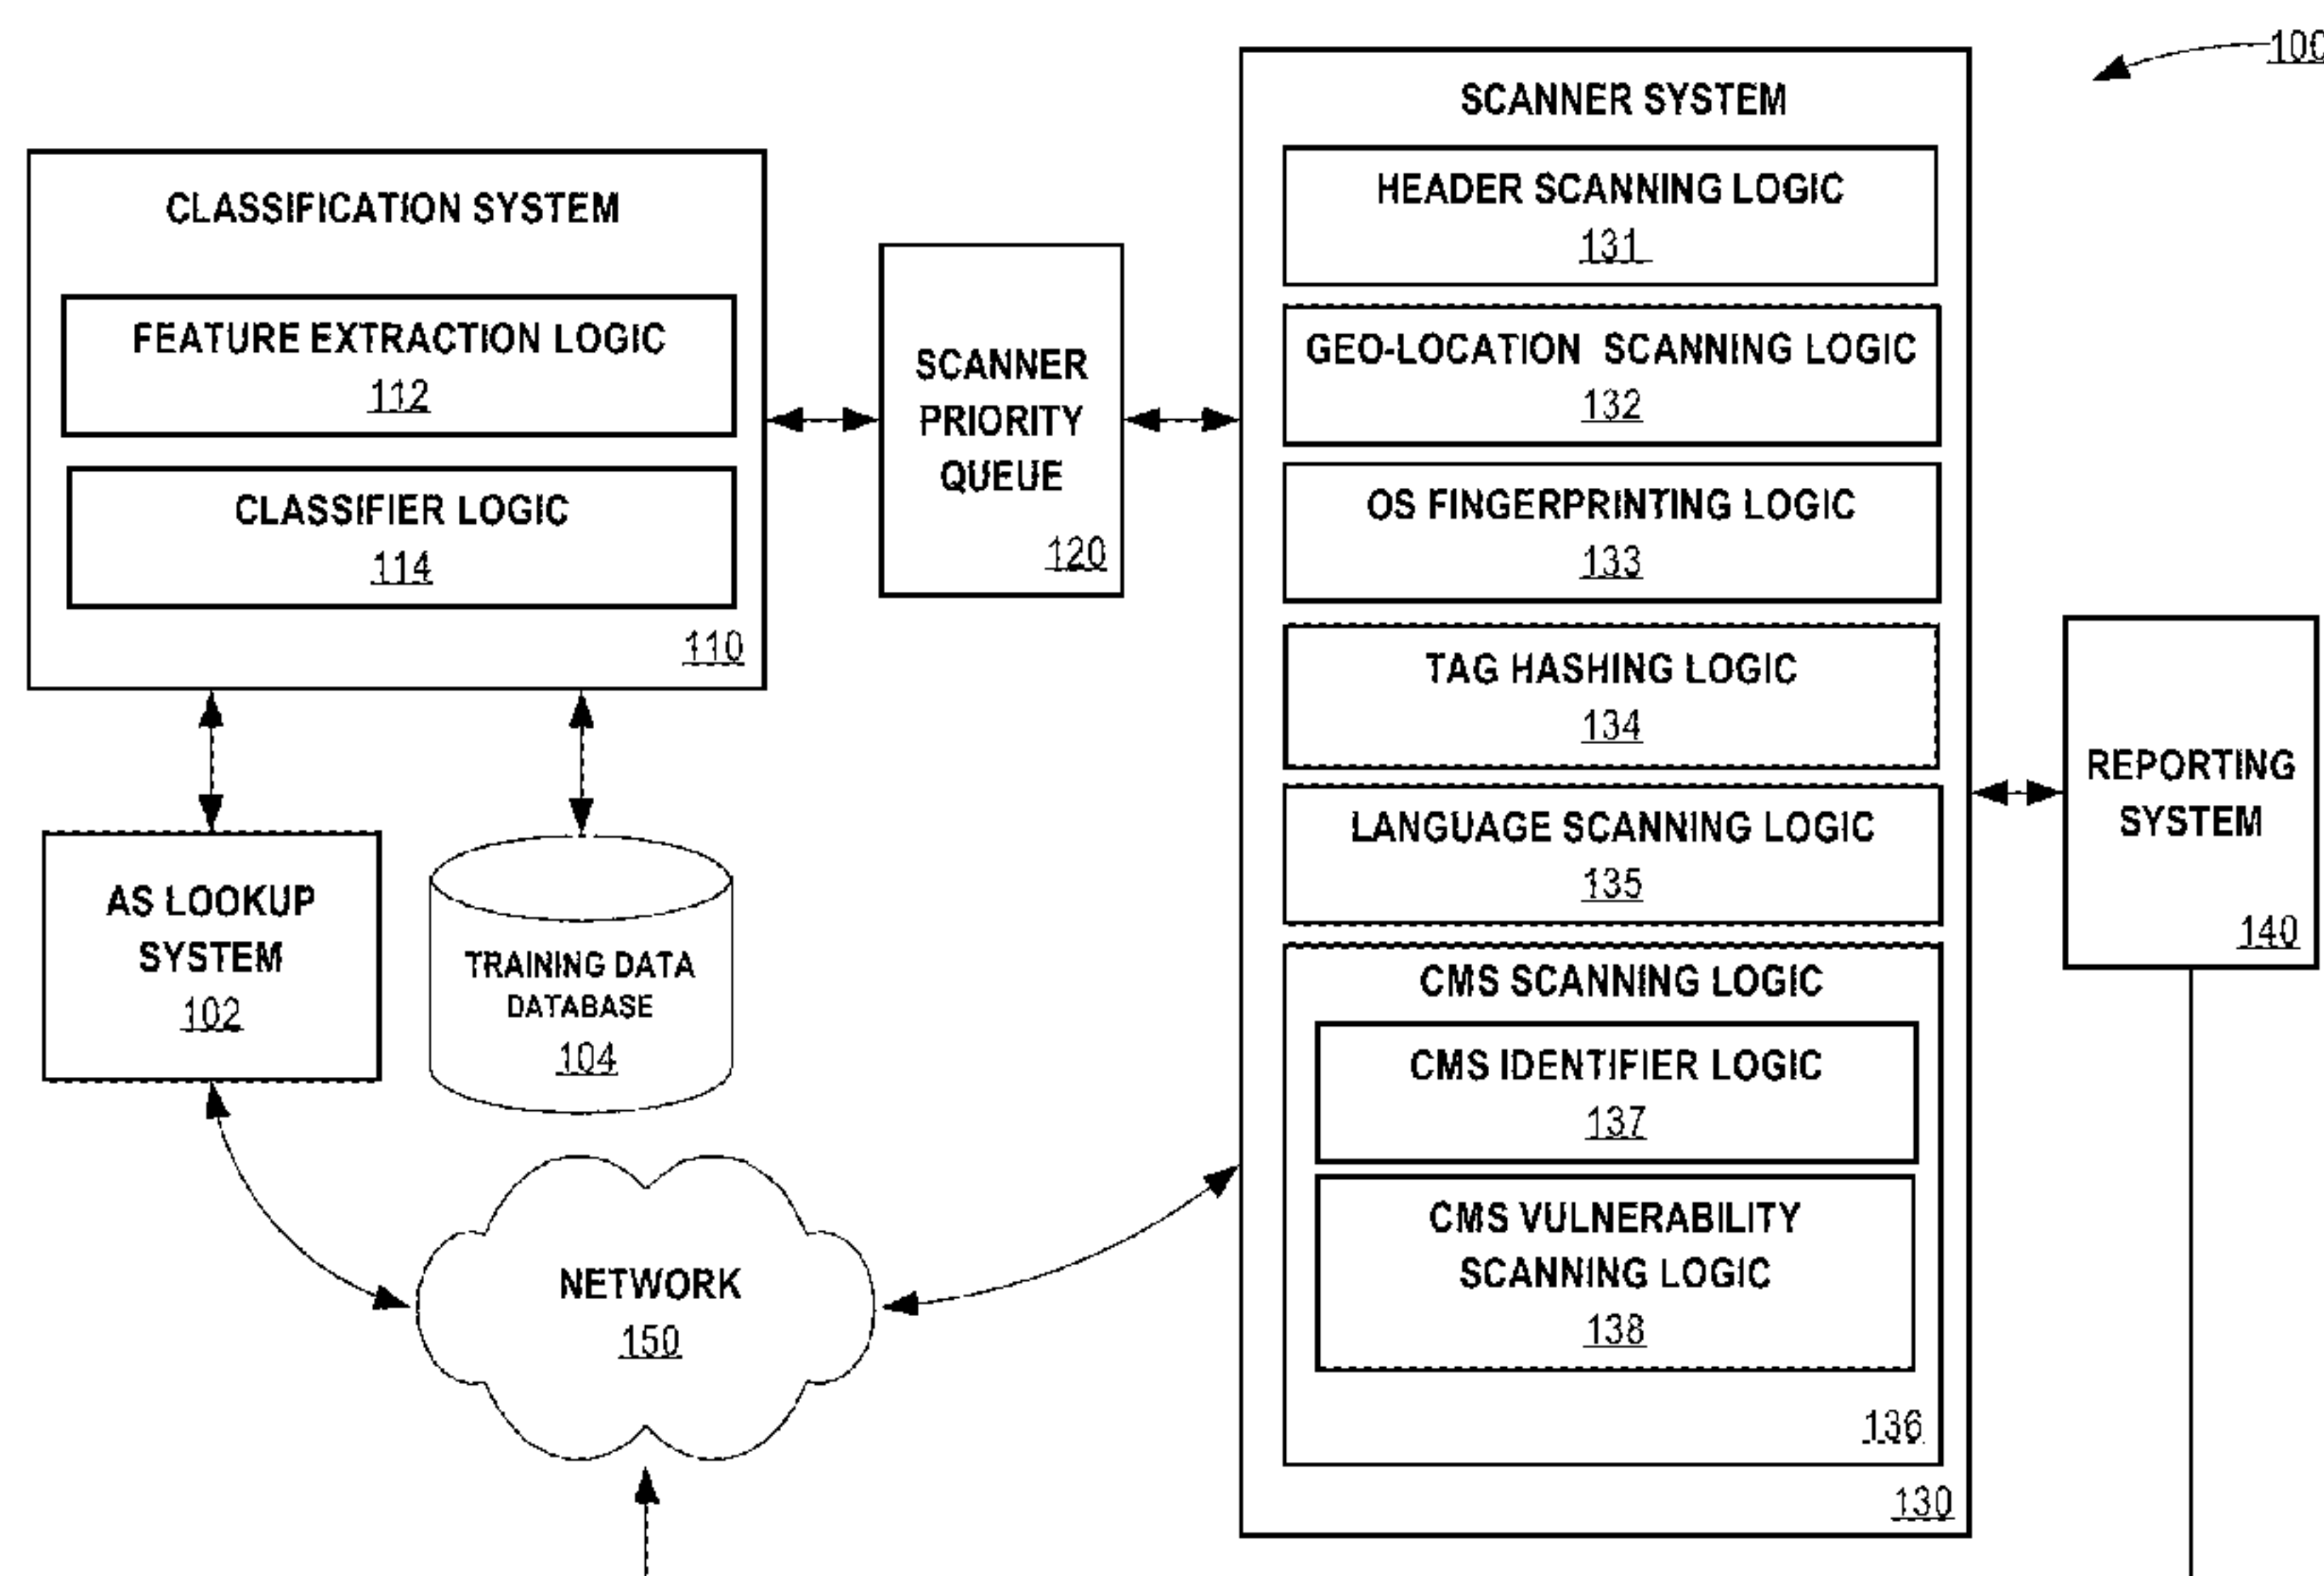 100
CLASSIFICATION SYSTEM
FEATURE EXTRACTION LOGIC
112
CLASSIFIER LOGIC
114
110
SCANNER
PRIORITY
QUEUE
120
SCANNER SYSTEM
HEADER SCANNING LOGIC
131
GEO-LOCATION SCANNING LOGIC
132
OS FINGERPRINTING LOGIC
133
TAG HASHING LOGIC
134
LANGUAGE SCANNING LOGIC
135
CMS SCANNING LOGIC
CMS IDENTIFIER LOGIC
137
CMS VULNERABILITY
SCANNING LOGIC
138
136
130
REPORTING
SYSTEM
140
AS LOOKUP
SYSTEM
102
TRAINING DATA
DATABASE
104
NETWORK
150